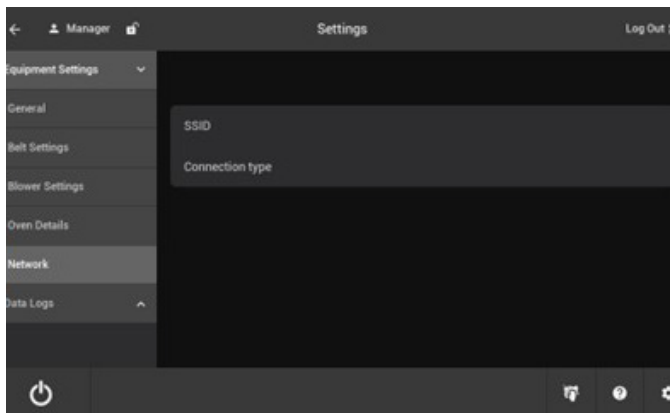 Manager
Settings
Log Out
Equipment Settings
General
Belt Settings
Blower Settings
Oven Details
Network
Data Logs
SSID
Connection type